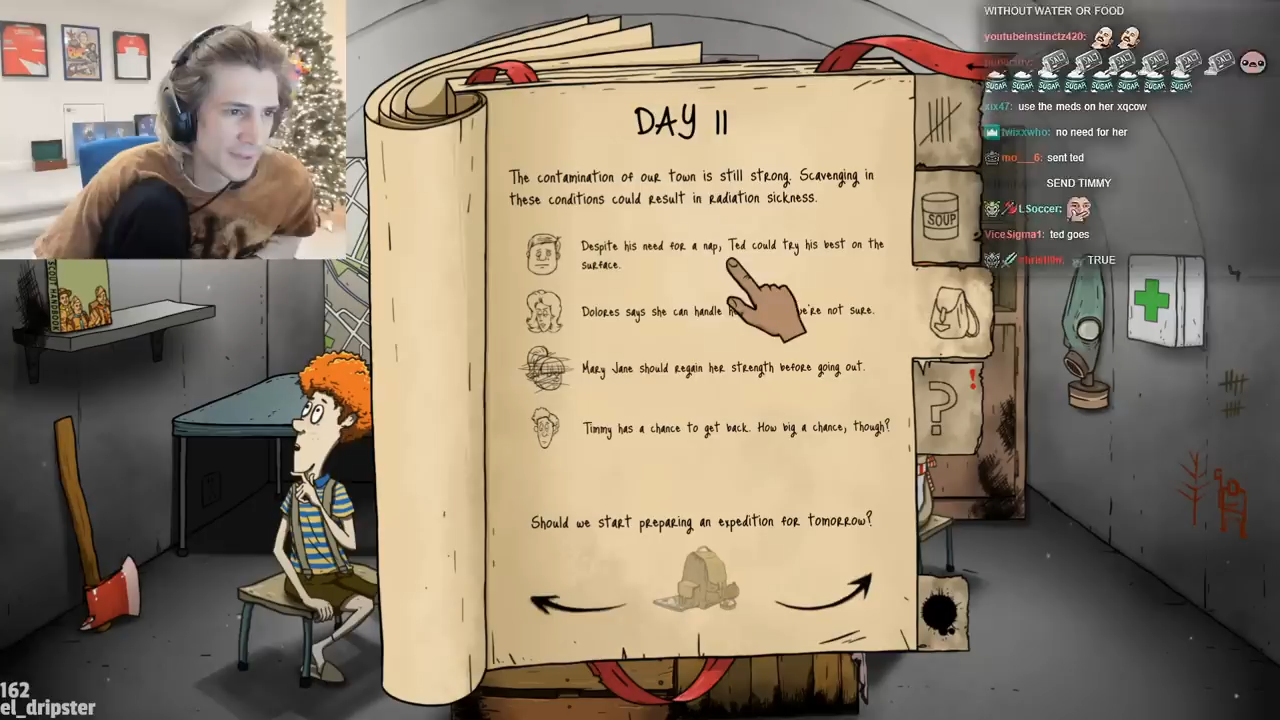 DAY 11
The contamination of our town is still strong. Scavenging in
these conditions could result in radiation sickness.
Despite his need for a nap, Ted could try his best on the
surface.
Dolores says she can handle we're not sure.
Mary Jane should regain her strength before going out.
Timmy has a chance to get back. How big a chance, though?
Should we start preparing an expedition for tomorrow?
SOUP
?
!
SCOUT HANDBOOK
WITHOUT WATER OR FOOD
youtubeinstinctz420:
SUGAR SUGAR SUGAR SUGAR SUGAR SUGAR SUGAR SUGAR
xix47: use the meds on her xqcow
twixxwho: no need for her
mo___6: sent ted
SEND TIMMY
LSoccer:
ViceSigma1: ted goes
TRUE
162
el_dripster